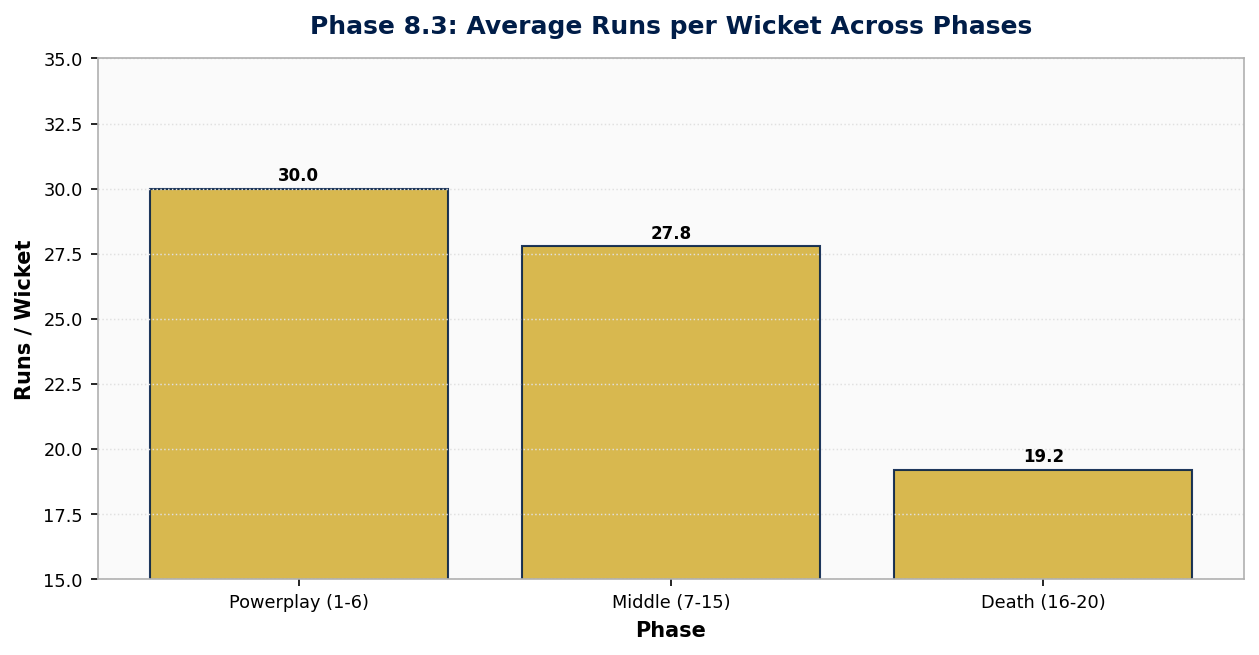 Phase 8.3: Average Runs per Wicket Across Phases
Runs / Wicket
35.0
32.5
30.0
27.5
25.0
22.5
20.0
17.5
15.0
30.0
27.8
19.2
Powerplay (1-6)
Middle (7-15)
Death (16-20)
Phase